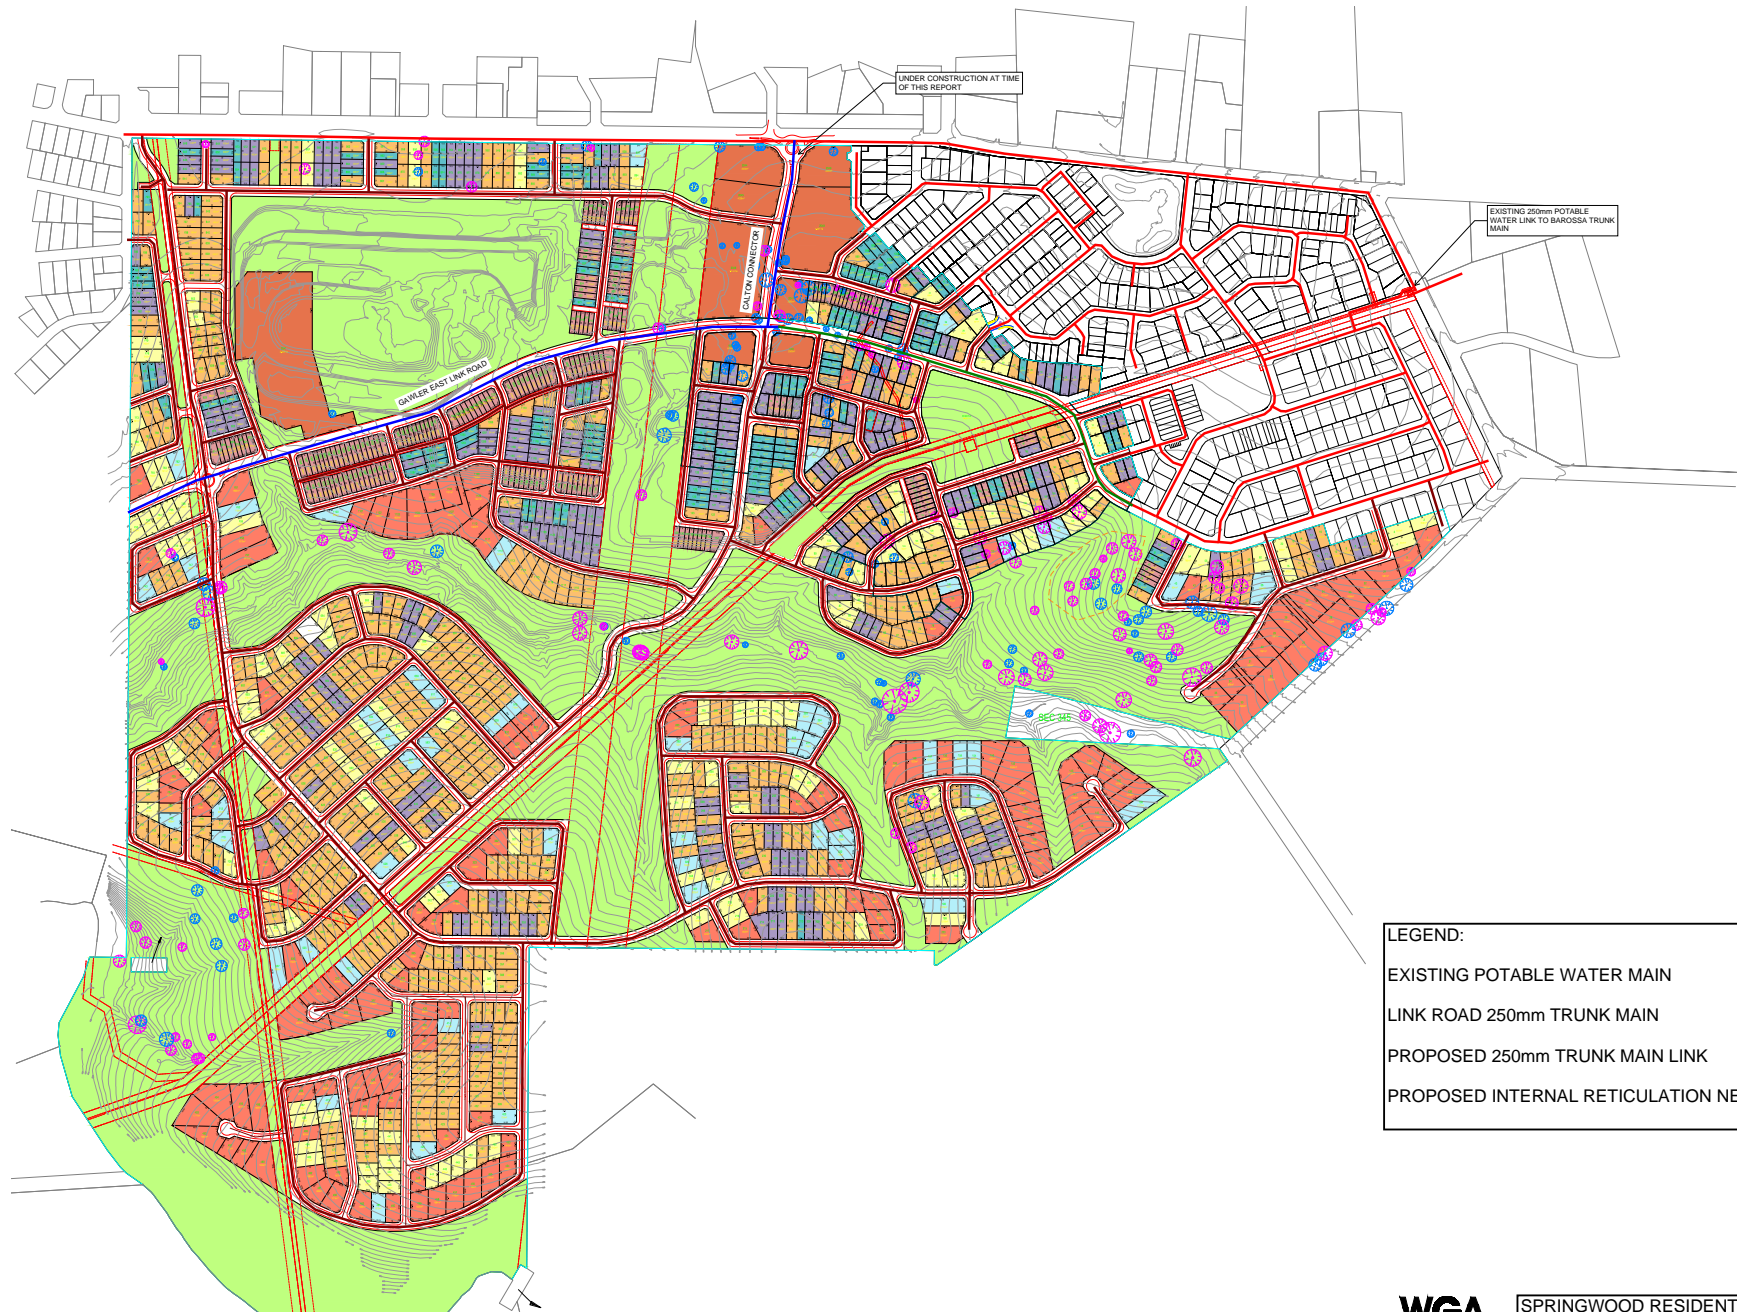 UNDER CONSTRUCTION AT TIME
OF THIS REPORT
EXISTING 250mm POTABLE
WATER LINK TO BAROSSA TRUNK
MAIN
CALTON CONNECTOR
GAWLER EAST LINK ROAD
SEC 345
LEGEND:
EXISTING POTABLE WATER MAIN
LINK ROAD 250mm TRUNK MAIN
PROPOSED 250mm TRUNK MAIN LINK
PROPOSED INTERNAL RETICULATION NE
WGA
SPRINGWOOD RESIDENT